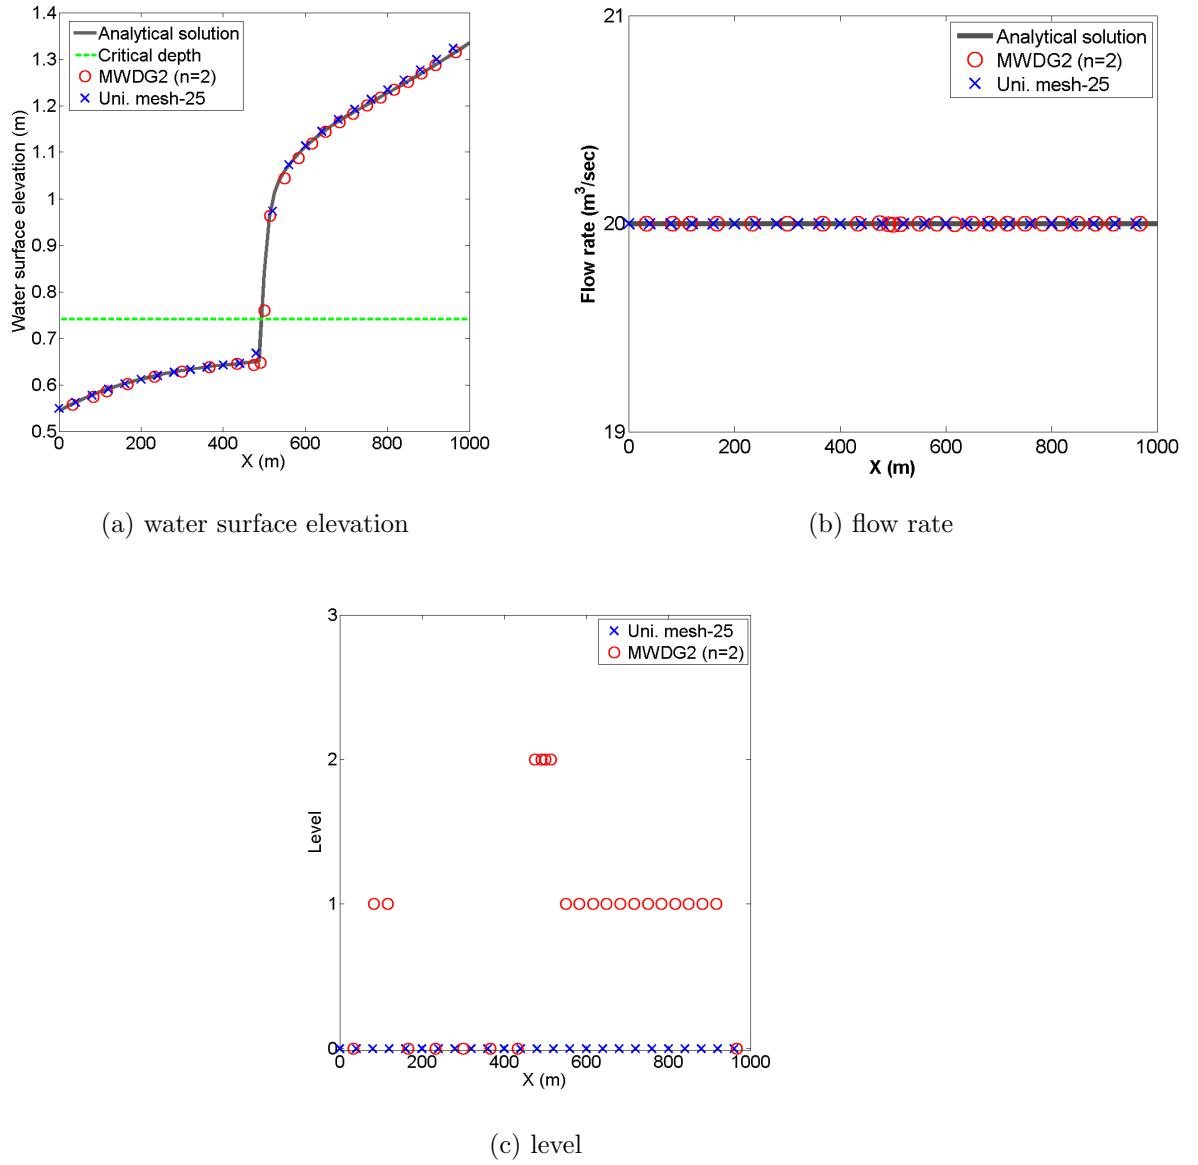 1.4
1.3
1.2
1.1
1
0.9
0.8
0.7
0.6
0.5
0
200
400
600
800
1000
Water surface elevation (m)
X (m)
Analytical solution
Critical depth
MWDG2 (n=2)
Uni. mesh-25
(a) water surface elevation
21
20
19
0
200
400
600
800
1000
Flow rate (m³/sec)
X (m)
Analytical solution
MWDG2 (n=2)
Uni. mesh-25
(b) flow rate
3
2
1
0
0
200
400
600
800
1000
Level
X (m)
Uni. mesh-25
MWDG2 (n=2)
(c) level